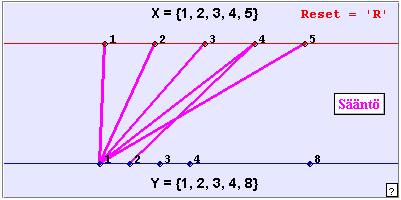 X = {1, 2, 3, 4, 5}
Reset = 'R'
1 2 3 4 5
Sääntö
1 2 3 4 8
Y = {1, 2, 3, 4, 8}
?